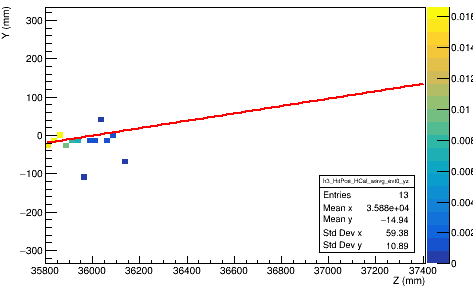 Y (mm)
300
200
100
0
−100
−200
−300
35800 36000 36200 36400 36600 36800 37000 37200 37400
Z (mm)
0.016
0.014
0.012
0.01
0.008
0.006
0.004
0.002
0
h3_HitPosi_HCal_wavg_evt0_yz
Entries 13
Mean x 3.588e+04
Mean y −14.94
Std Dev x 59.38
Std Dev y 10.89